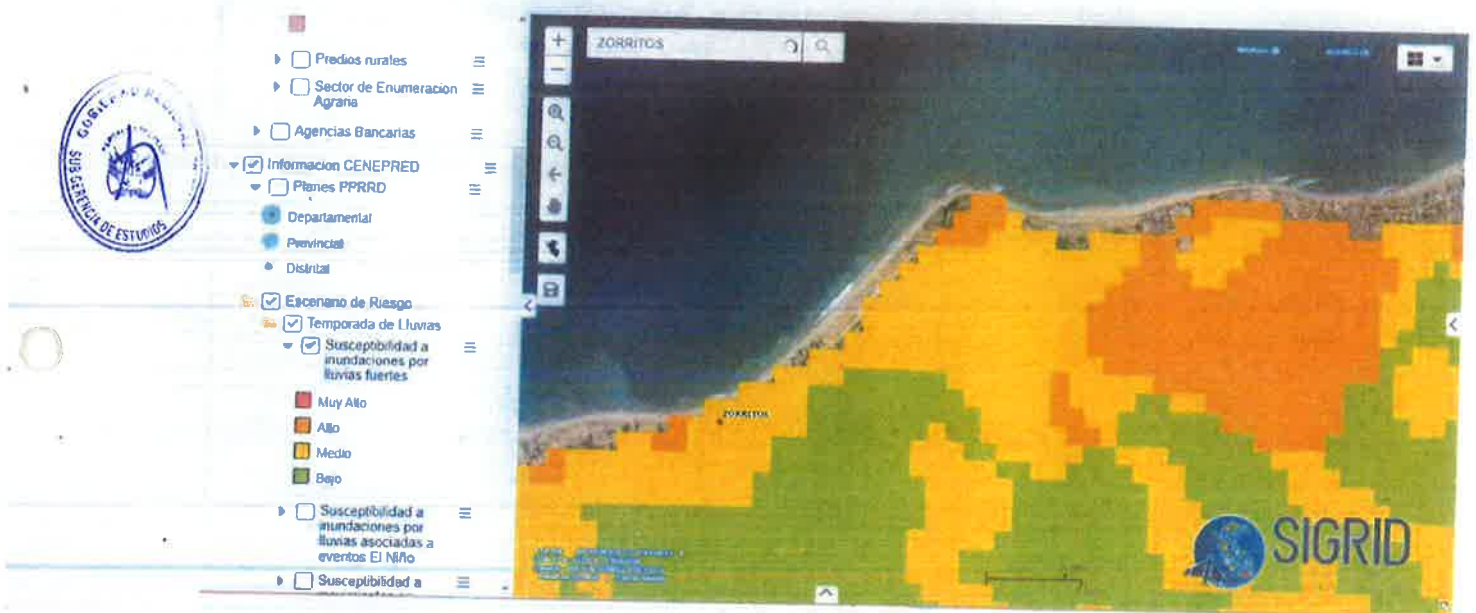 Predios rurales
Sector de Enumeracion
Agraria
Agencias Bancarias
Informacion CENEPRED
Planes PPRRD
Departamental
Provincial
Distrital
Escenario de Riesgo
Temporada de Lluvias
Susceptibilidad a
inundaciones por
lluvias fuertes
Muy Alto
Alto
Medio
Bajo
Susceptibilidad a
inundaciones por
lluvias asociadas a
eventos El Niño
Susceptibilidad a
GOBIERNO REGIONAL
SUB GERENCIA DE ESTUDIOS
ZORRITOS
ZORRITOS
SIGRID